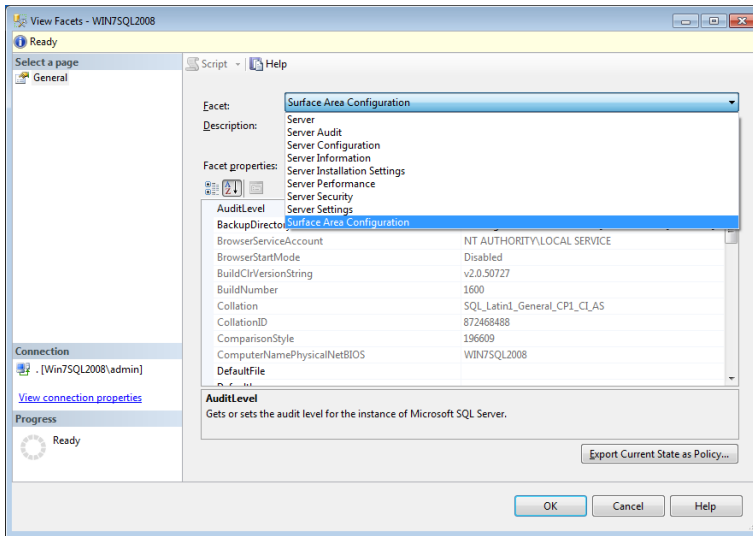 View Facets - WIN7SQL2008
Ready
Select a page
General
Script
Help
Facet:
Surface Area Configuration
Description:
Server
Server Audit
Server Configuration
Server Information
Server Installation Settings
Server Performance
Server Security
Server Settings
Surface Area Configuration
Facet properties:
AuditLevel
BackupDirectory
BrowserServiceAccount NT AUTHORITY\LOCAL SERVICE
BrowserStartMode Disabled
BuildClrVersionString v2.0.50727
BuildNumber 1600
Collation SQL_Latin1_General_CP1_CI_AS
CollationID 872468488
ComparisonStyle 196609
ComputerNamePhysicalNetBIOS WIN7SQL2008
DefaultFile
AuditLevel
Gets or sets the audit level for the instance of Microsoft SQL Server.
Connection
. [Win7SQL2008\admin]
View connection properties
Progress
Ready
Export Current State as Policy...
OK
Cancel
Help